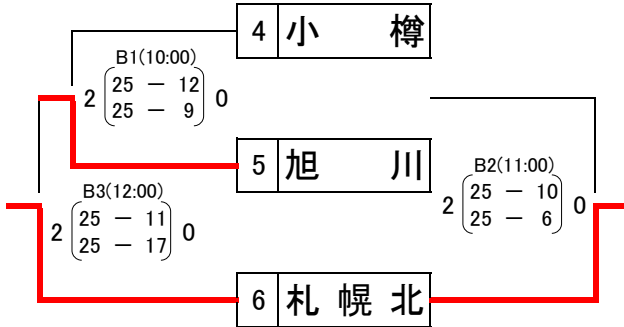 4 小 樽
B1(10:00)
2 25 － 12 0
25 － 9
5 旭 川
B2(11:00)
2 25 － 10 0
25 － 6
B3(12:00)
2 25 － 11 0
25 － 17
6 札 幌 北